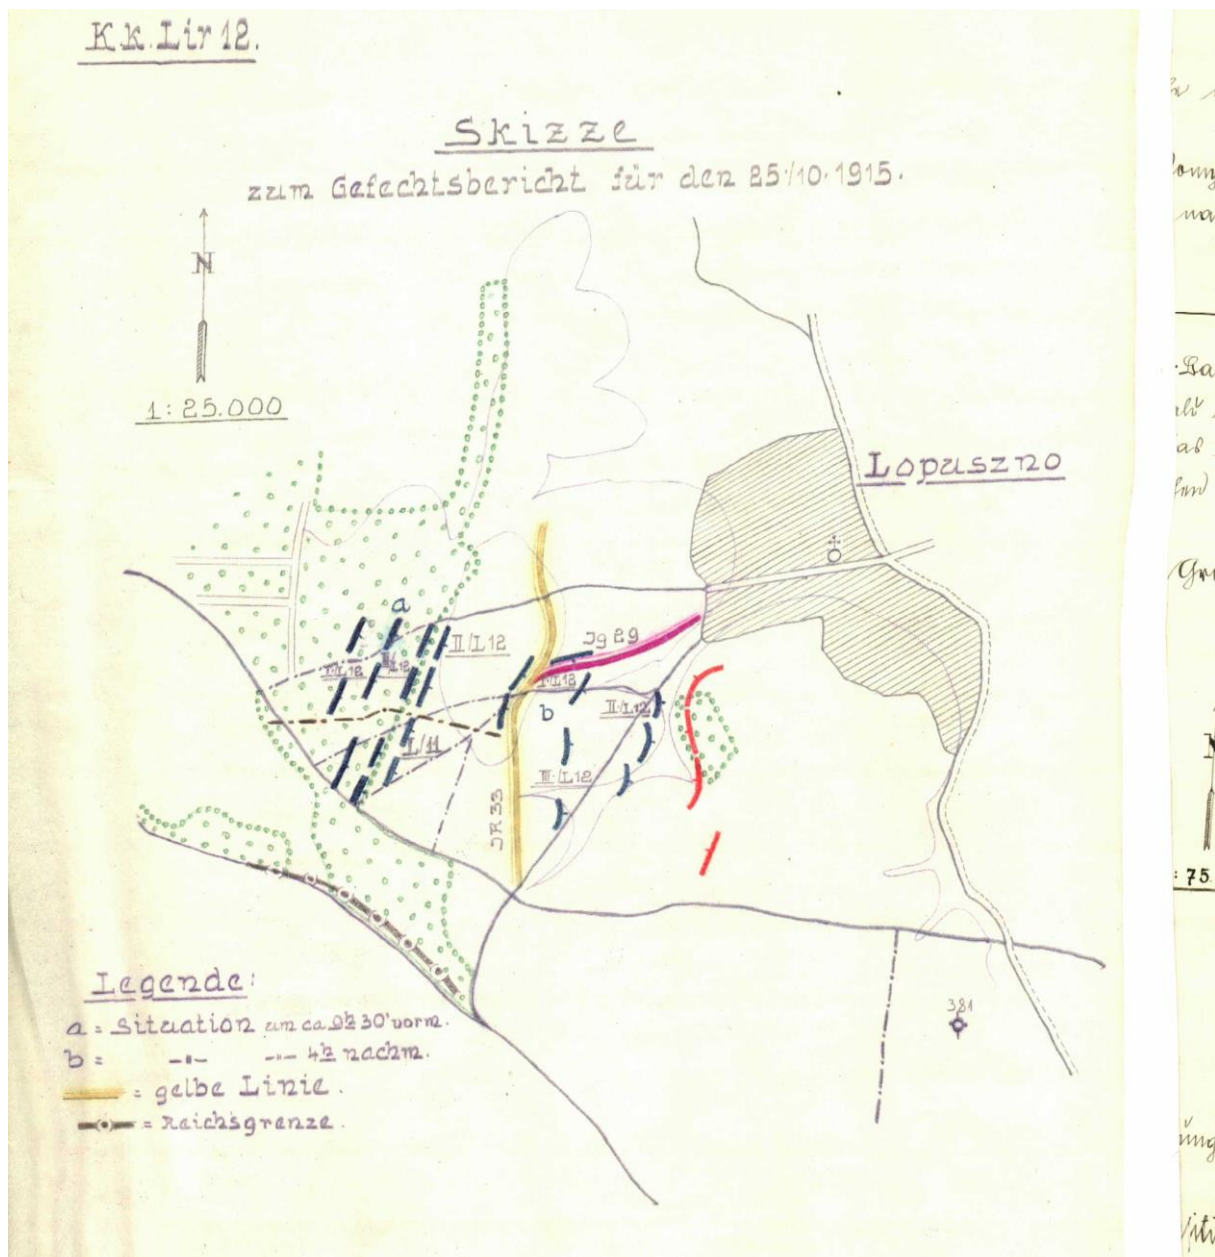 K.k. Lir 12.
Skizze
zum Gefechtsbericht für den 25./10.1915.
N
1:25.000
Lopuszno
a
Jg 29
II/L 12
I/L12
III/L12
I/L12
b
II/L12
L/11
III/L12
JR 33
Legende:
a = Situation um ca 9h 30' vorm.
b = -"- -"- 4h nachm.
= gelbe Linie.
= Reichsgrenze.
381
N
: 75.